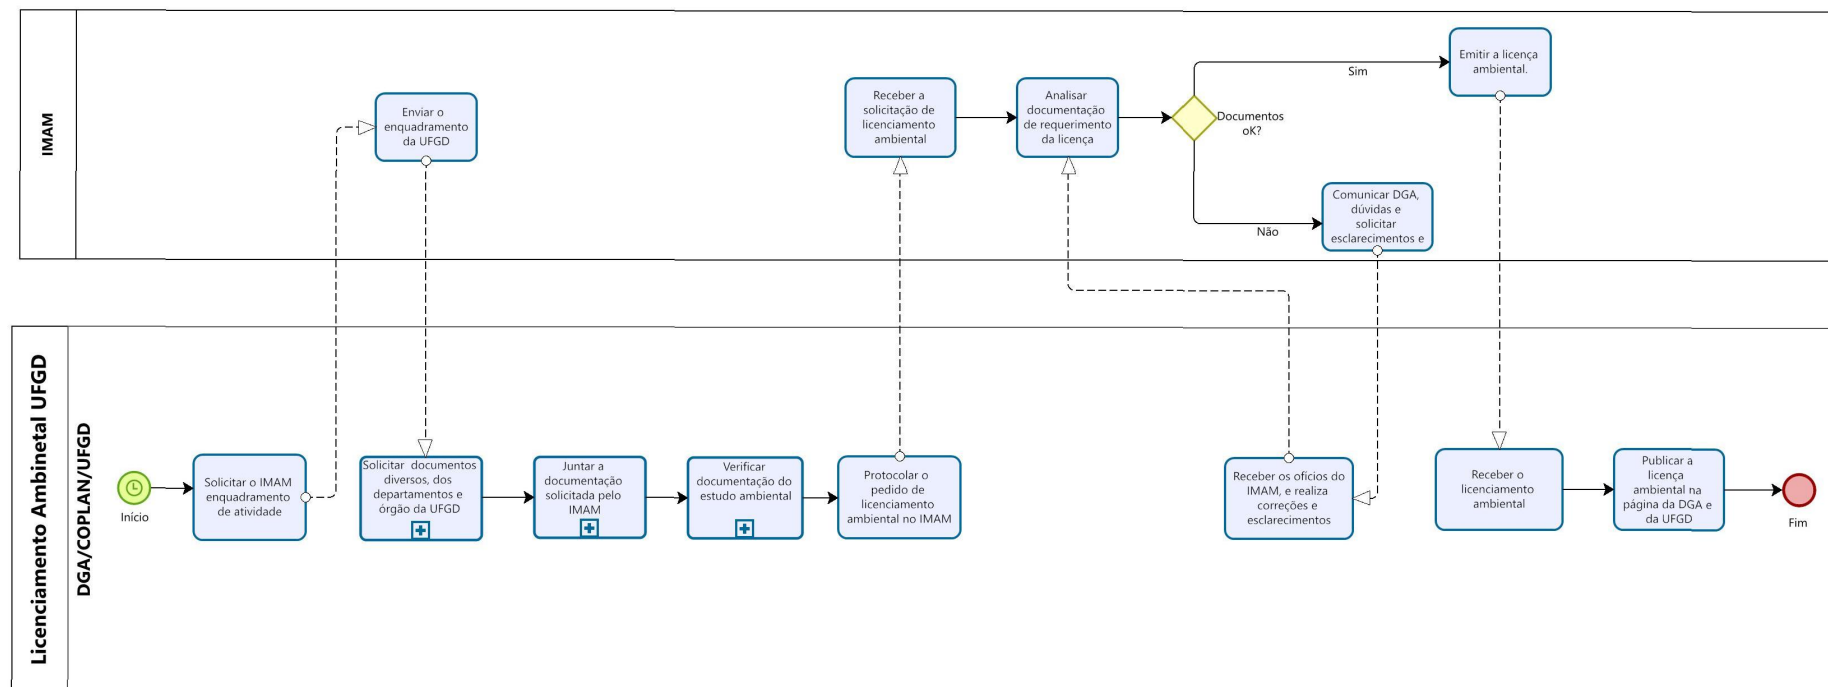 IMAM
Enviar o
enquadramento
da UFGD
Receber a
solicitação de
licenciamento
ambiental
Analisar
documentação
de requerimento
da licença
Documentos
oK?
Sim
Emitir a licença
ambiental.
Não
Comunicar DGA,
dúvidas e
solicitar
esclarecimentos e
Licenciamento Ambinetal UFGD
DGA/COPLAN/UFGD
Início
Solicitar o IMAM
enquadramento
de atividade
Solicitar documentos
diversos, dos
departamentos e
órgão da UFGD
Juntar a
documentação
solicitada pelo
IMAM
Verificar
documentação do
estudo ambiental
Protocolar o
pedido de
licenciamento
ambiental no IMAM
Receber os ofícios do
IMAM, e realiza
correções e
esclarecimentos
Receber o
licenciamento
ambiental
Publicar a
licença
ambiental na
página da DGA e
da UFGD
Fim